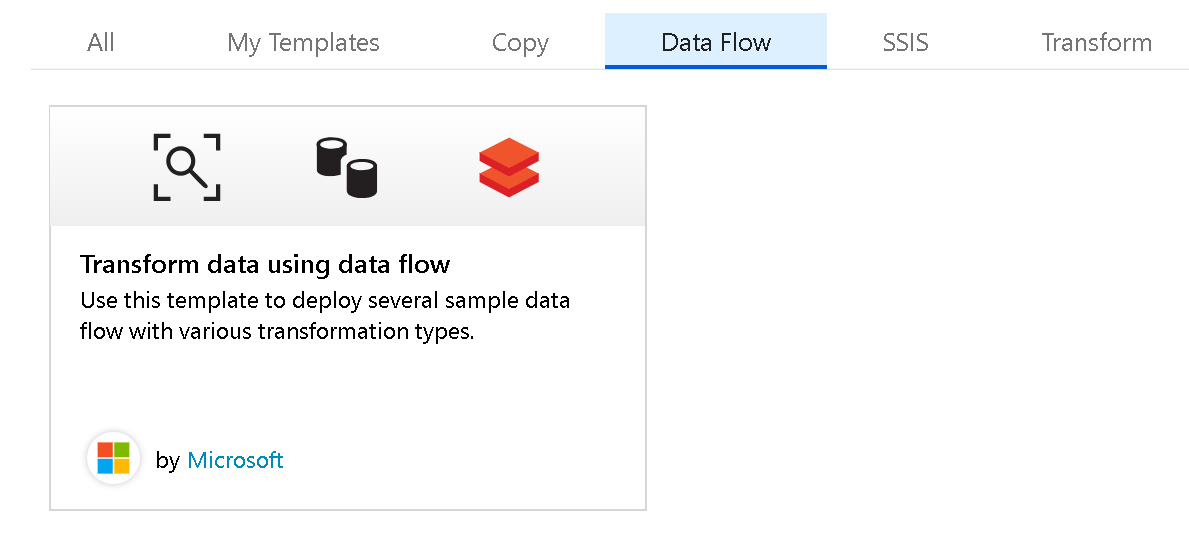 All My Templates Copy Data Flow SSIS Transform
Transform data using data flow
Use this template to deploy several sample data
flow with various transformation types.
by Microsoft